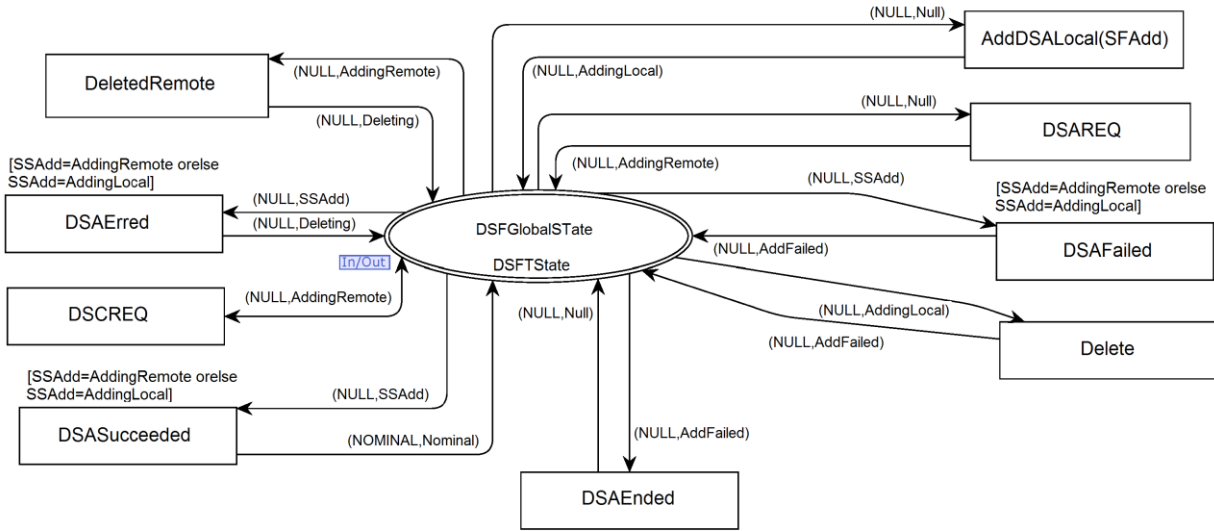 (NULL,Null)
AddDSALocal(SFAdd)
(NULL,AddingLocal)
DeletedRemote
(NULL,AddingRemote)
(NULL,Deleting)
(NULL,Null)
DSAREQ
(NULL,AddingRemote)
[SSAdd=AddingRemote orelse
SSAdd=AddingLocal]
DSAErred
(NULL,SSAdd)
(NULL,Deleting)
(NULL,SSAdd)
[SSAdd=AddingRemote orelse
SSAdd=AddingLocal]
DSAFailed
(NULL,AddFailed)
DSFGlobalSTate
DSFTState
In/Out
DSCREQ
(NULL,AddingRemote)
(NULL,Null)
(NULL,AddingLocal)
(NULL,AddFailed)
Delete
[SSAdd=AddingRemote orelse
SSAdd=AddingLocal]
DSASucceeded
(NULL,SSAdd)
(NOMINAL,Nominal)
(NULL,AddFailed)
DSAEnded